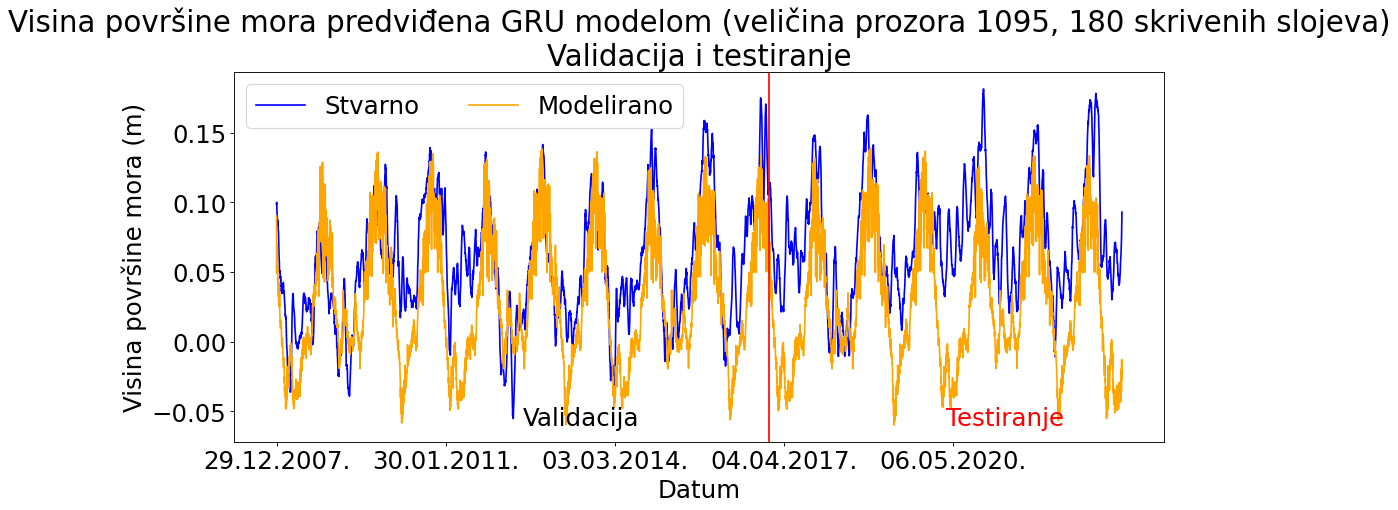 Visina površine mora predviđena GRU modelom (veličina prozora 1095, 180 skrivenih slojeva)
Validacija i testiranje
Stvarno Modelirano
Visina površine mora (m)
0.15
0.10
0.05
0.00
−0.05
Validacija Testiranje
29.12.2007. 30.01.2011. 03.03.2014. 04.04.2017. 06.05.2020.
Datum